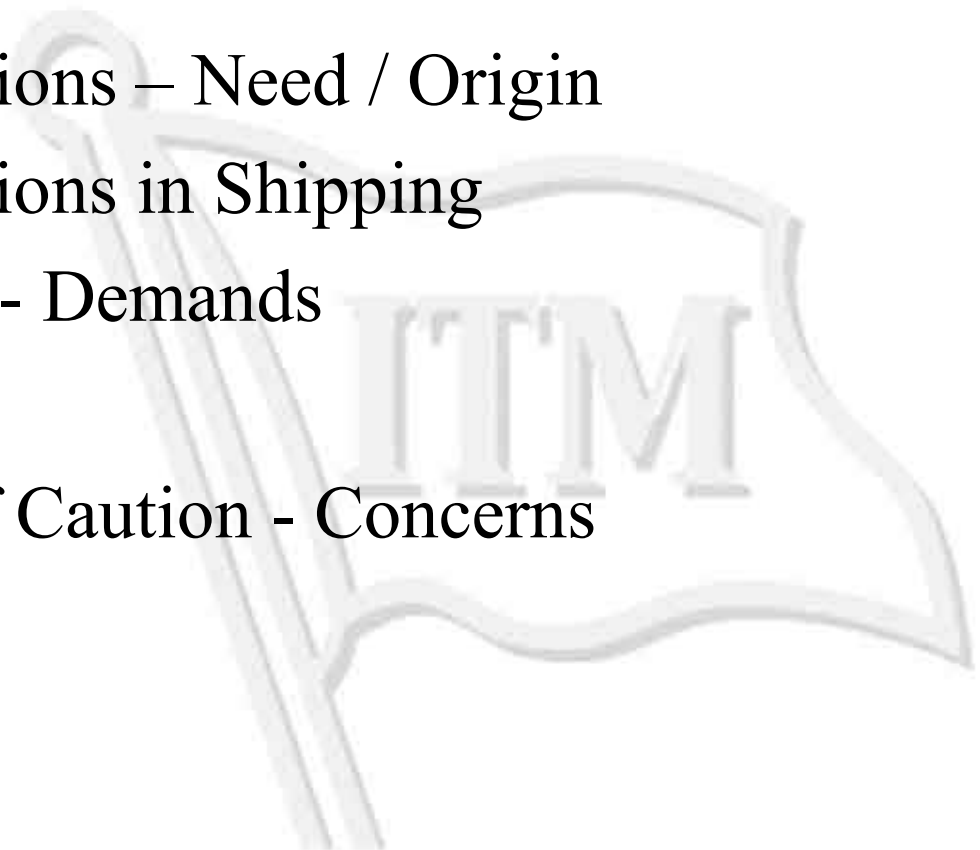 ions – Need / Origin
ions in Shipping
- Demands
ITM
Caution - Concerns